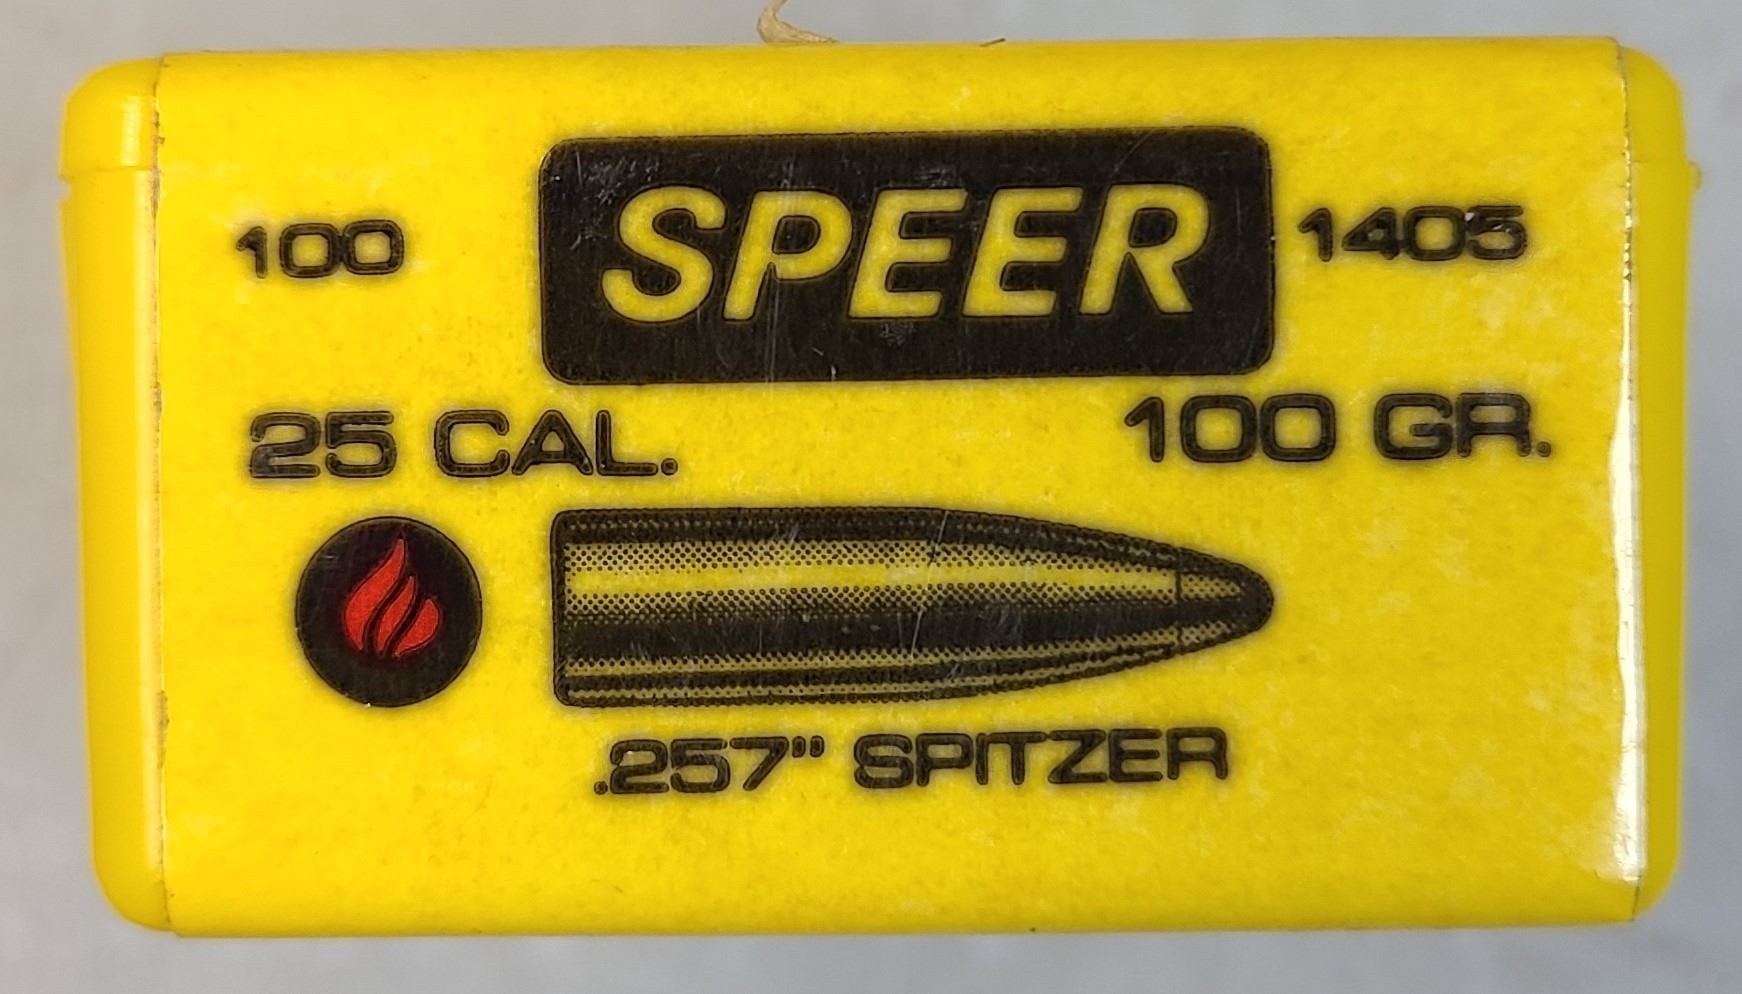 100 SPEER 1405
25 CAL. 100 GR.
.257" SPITZER